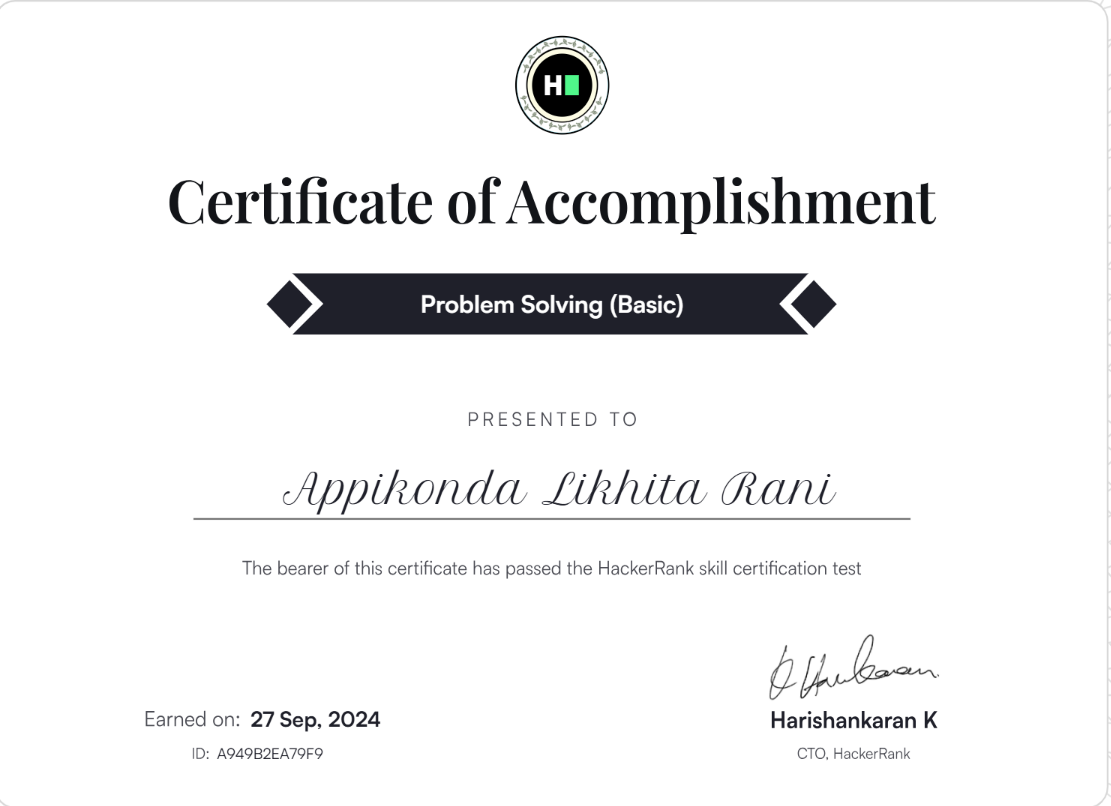 H
Certificate of Accomplishment
Problem Solving (Basic)
PRESENTED TO
Appikonda Likhita Rani
The bearer of this certificate has passed the HackerRank skill certification test
Earned on: 27 Sep, 2024
ID: A949B2EA79F9
Harishankaran K
CTO, HackerRank